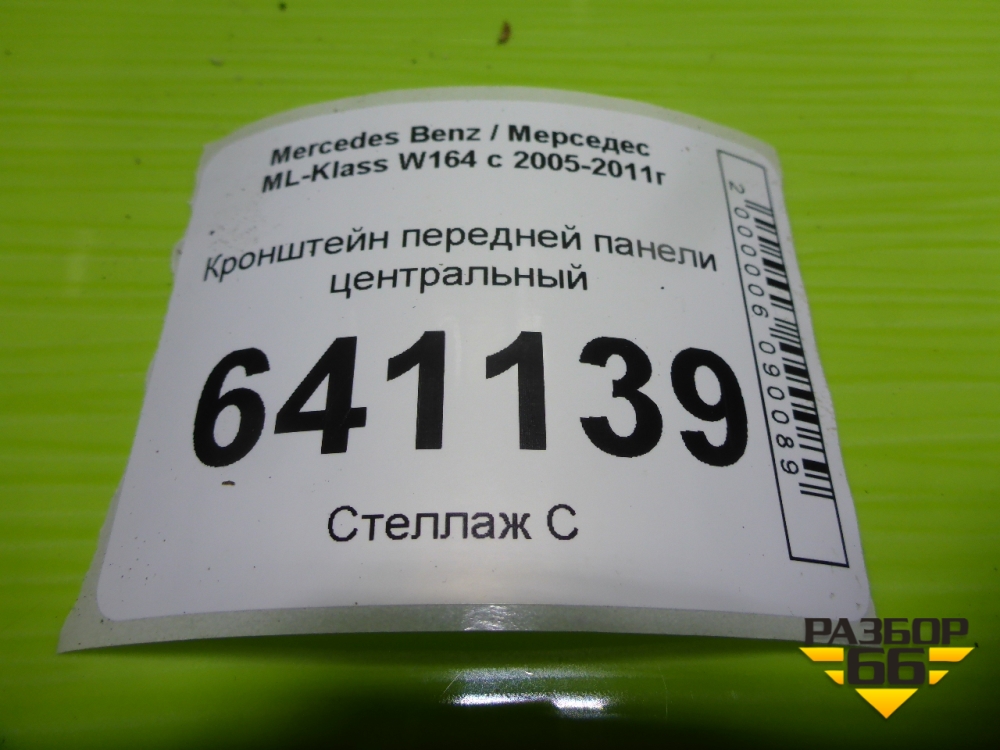 Mercedes Benz / Мерседес
ML-Klass W164 с 2005-2011г
Кронштейн передней панели
центральный
641139
Стеллаж С
2000006090089
РАЗБОР
66